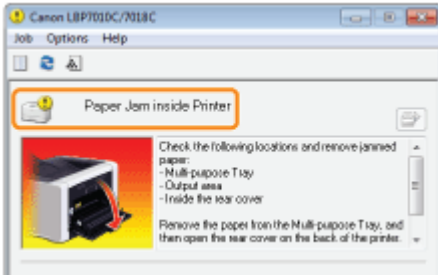 Canon LBP7010C/7018C
Job Options Help
Paper Jam inside Printer
Check the following locations and remove jammed
paper:
- Multi-purpose Tray
- Output area
- Inside the rear cover
Remove the paper from the Multi-purpose Tray, and
then open the rear cover on the back of the printer.